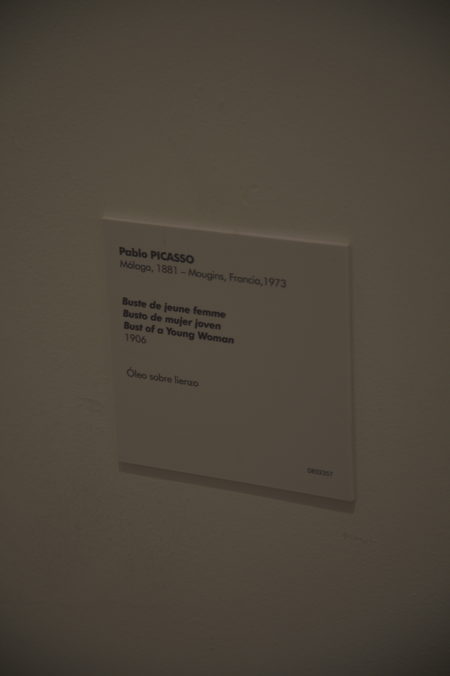 Pablo PICASSO
Málaga, 1881 – Mougins, Francia,1973
Buste de jeune femme
Busto de mujer joven
Bust of a Young Woman
1906
Óleo sobre lienzo